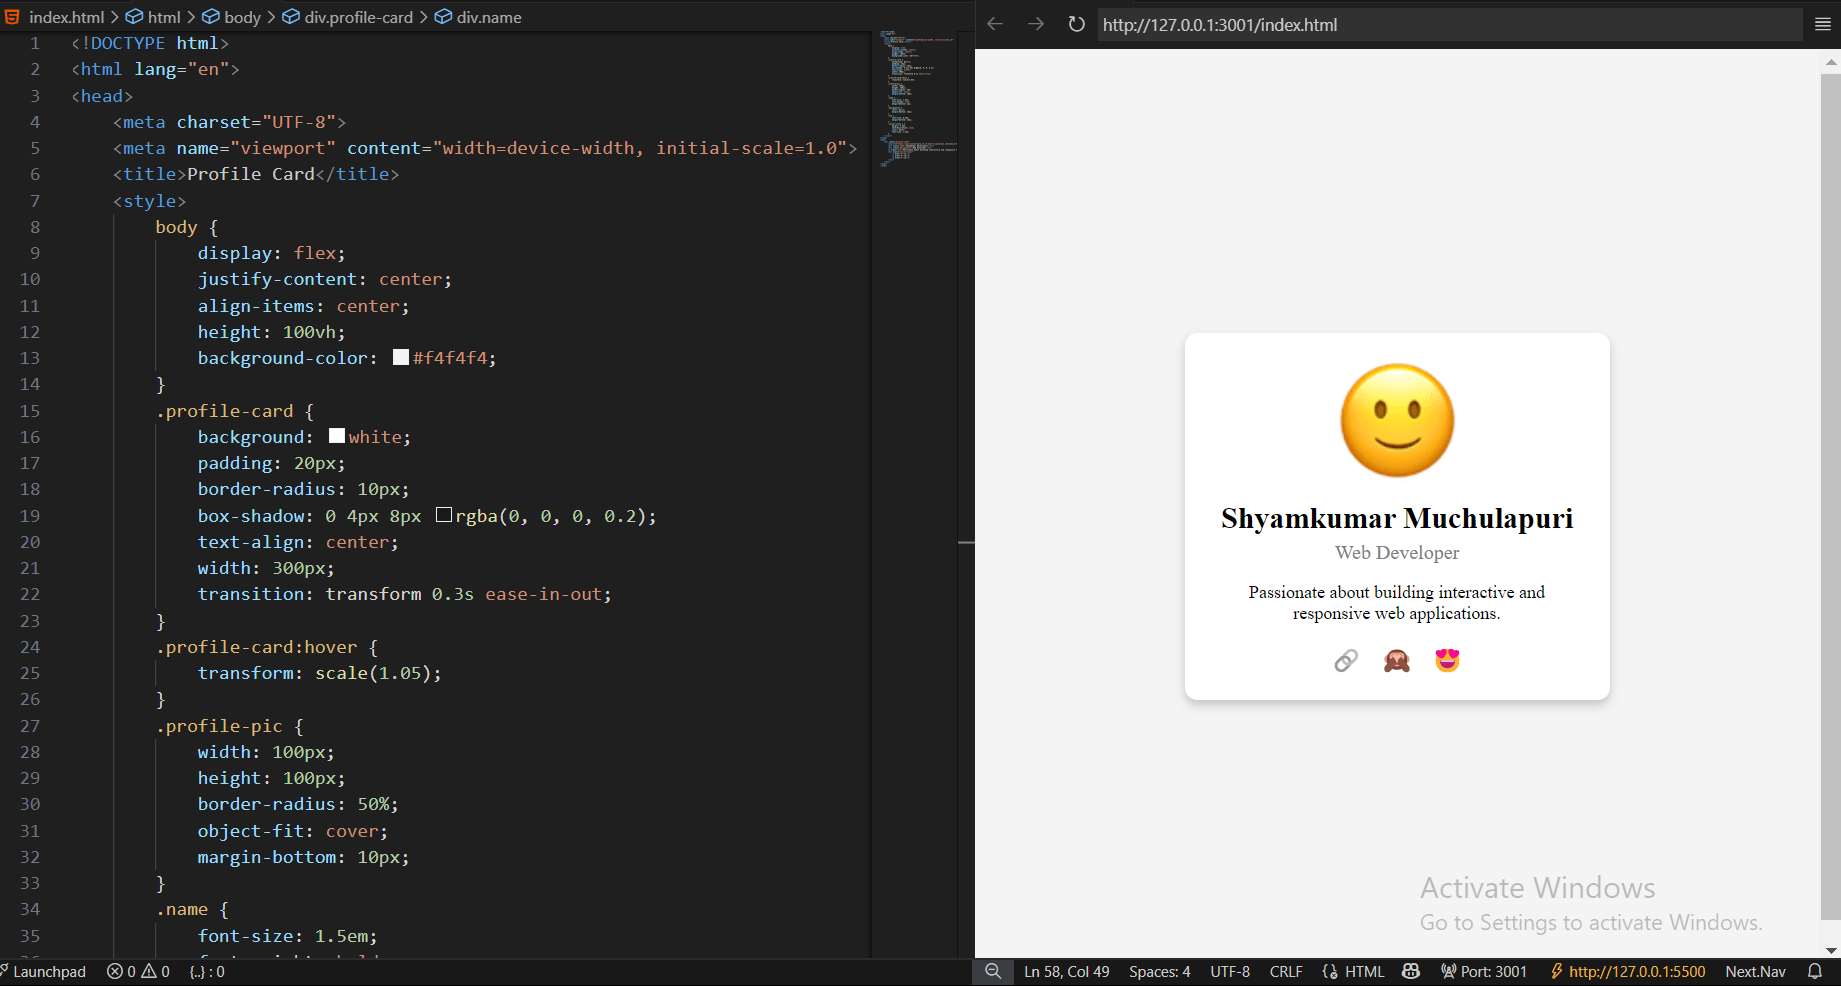 index.html > html > body > div.profile-card > div.name
1 <!DOCTYPE html>
2 <html lang="en">
3 <head>
4 <meta charset="UTF-8">
5 <meta name="viewport" content="width=device-width, initial-scale=1.0">
6 <title>Profile Card</title>
7 <style>
8 body {
9 display: flex;
10 justify-content: center;
11 align-items: center;
12 height: 100vh;
13 background-color: #f4f4f4;
14 }
15 .profile-card {
16 background: white;
17 padding: 20px;
18 border-radius: 10px;
19 box-shadow: 0 4px 8px rgba(0, 0, 0, 0.2);
20 text-align: center;
21 width: 300px;
22 transition: transform 0.3s ease-in-out;
23 }
24 .profile-card:hover {
25 transform: scale(1.05);
26 }
27 .profile-pic {
28 width: 100px;
29 height: 100px;
30 border-radius: 50%;
31 object-fit: cover;
32 margin-bottom: 10px;
33 }
34 .name {
35 font-size: 1.5em;
http://127.0.0.1:3001/index.html
Shyamkumar Muchulapuri
Web Developer
Passionate about building interactive and
responsive web applications.
Activate Windows
Go to Settings to activate Windows.
Launchpad 0 0 {..} : 0 Ln 58, Col 49 Spaces: 4 UTF-8 CRLF HTML Port: 3001 http://127.0.0.1:5500 Next.Nav